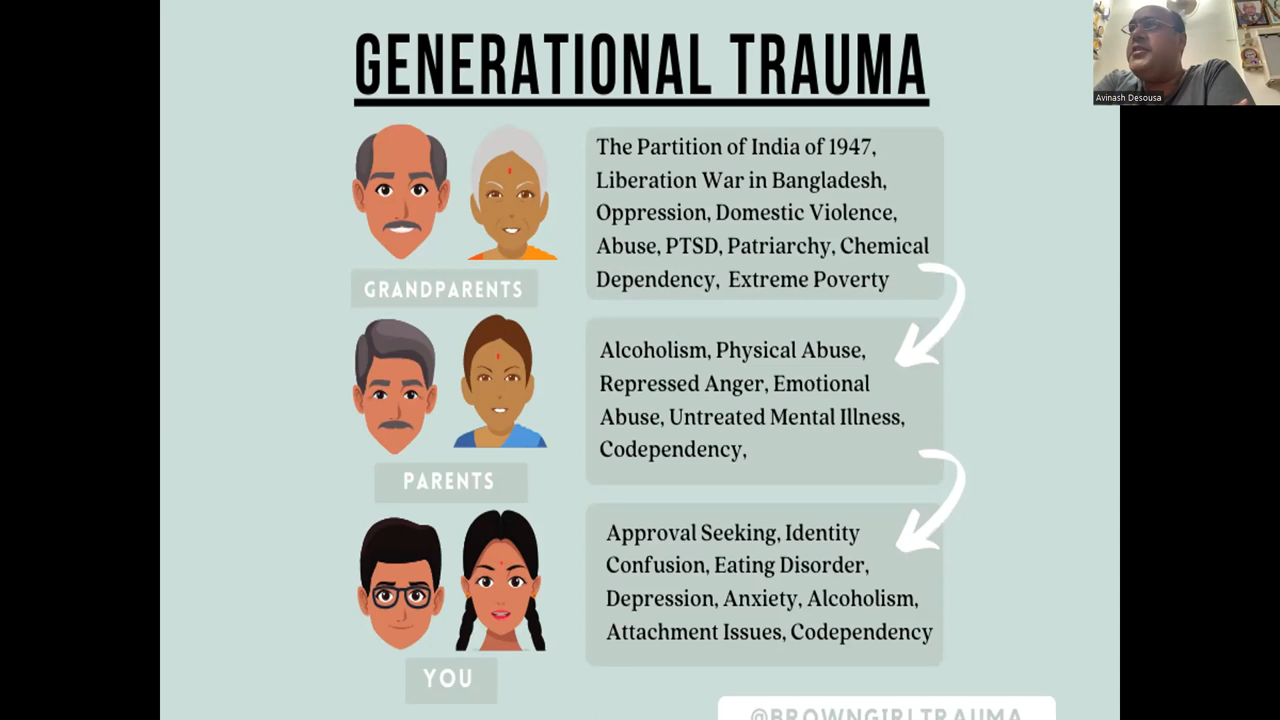 GENERATIONAL TRAUMA
Avinash Desousa
The Partition of India of 1947,
Liberation War in Bangladesh,
Oppression, Domestic Violence,
Abuse, PTSD, Patriarchy, Chemical
Dependency, Extreme Poverty
GRANDPARENTS
Alcoholism, Physical Abuse,
Repressed Anger, Emotional
Abuse, Untreated Mental Illness,
Codependency,
PARENTS
Approval Seeking, Identity
Confusion, Eating Disorder,
Depression, Anxiety, Alcoholism,
Attachment Issues, Codependency
YOU
@BROWNGIRLTRAUMA